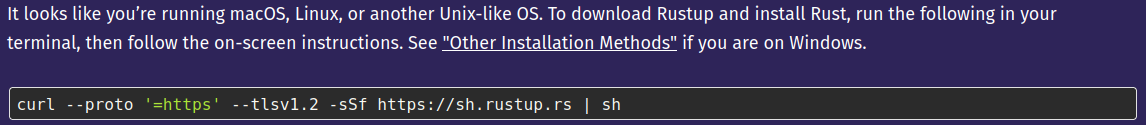 It looks like you’re running macOS, Linux, or another Unix-like OS. To download Rustup and install Rust, run the following in your
terminal, then follow the on-screen instructions. See "Other Installation Methods" if you are on Windows.
curl --proto '=https' --tlsv1.2 -sSf https://sh.rustup.rs | sh